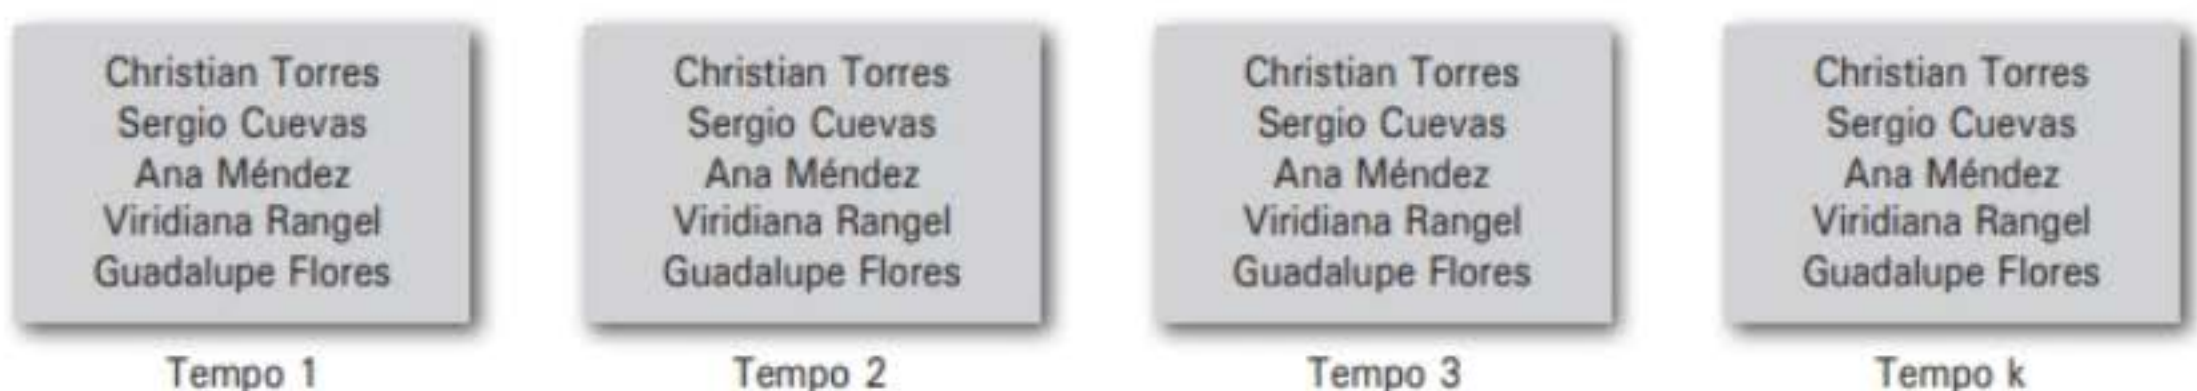 Christian Torres
Sergio Cuevas
Ana Méndez
Viridiana Rangel
Guadalupe Flores
Tempo 1
Christian Torres
Sergio Cuevas
Ana Méndez
Viridiana Rangel
Guadalupe Flores
Tempo 2
Christian Torres
Sergio Cuevas
Ana Méndez
Viridiana Rangel
Guadalupe Flores
Tempo 3
Christian Torres
Sergio Cuevas
Ana Méndez
Viridiana Rangel
Guadalupe Flores
Tempo k